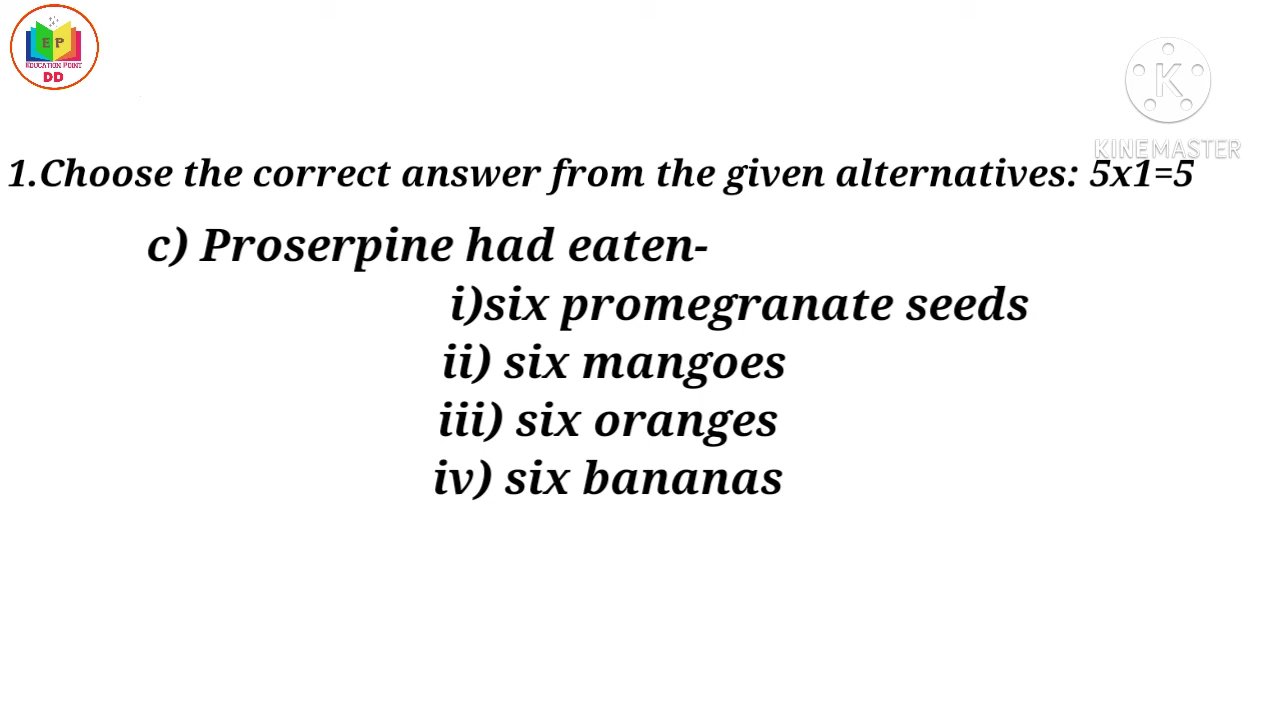 E P
EDUCATION POINT
DD
KINEMASTER
1.Choose the correct answer from the given alternatives: 5x1=5
c) Proserpine had eaten-
i)six promegranate seeds
ii) six mangoes
iii) six oranges
iv) six bananas